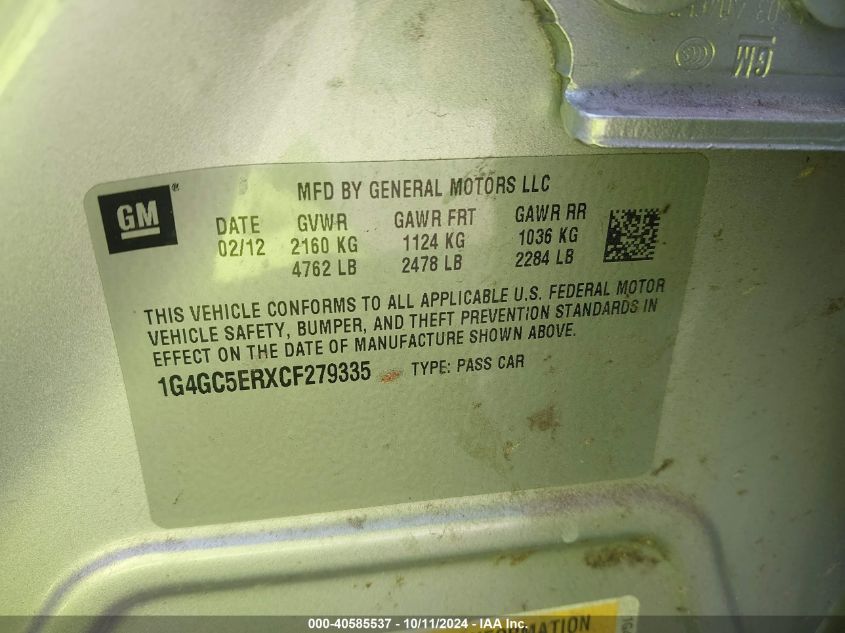 GM
GM
®
MFD BY GENERAL MOTORS LLC
DATE GVWR GAWR FRT GAWR RR
02/12 2160 KG 1124 KG 1036 KG
4762 LB 2478 LB 2284 LB
THIS VEHICLE CONFORMS TO ALL APPLICABLE U.S. FEDERAL MOTOR
VEHICLE SAFETY, BUMPER, AND THEFT PREVENTION STANDARDS IN
EFFECT ON THE DATE OF MANUFACTURE SHOWN ABOVE.
1G4GC5ERXCF279335 TYPE: PASS CAR
000-40585537 - 10/11/2024 - IAA Inc.